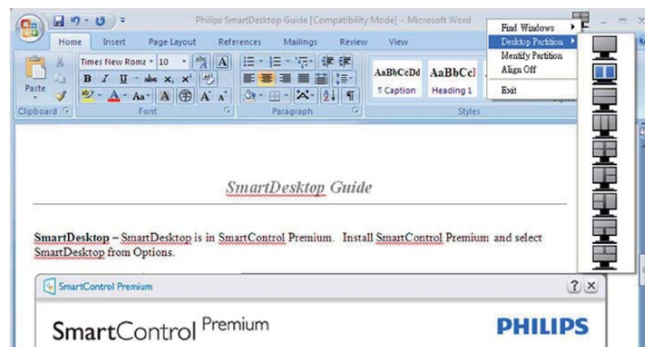 Philips SmartDesktop Guide [Compatibility Mode] - Microsoft Word
Find Windows
Desktop Partition
Identify Partition
Align Off
Exit
Home Insert Page Layout References Mailings Review View
Times New Roma 10
Paste
B I U abe x, x²
Aa A A A
AaBbCcDd AaBbCcI
¶ Caption Heading 1
Clipboard Font Paragraph Styles
SmartDesktop Guide
SmartDesktop – SmartDesktop is in SmartControl Premium. Install SmartControl Premium and select
SmartDesktop from Options.
SmartControl Premium
SmartControl Premium
PHILIPS